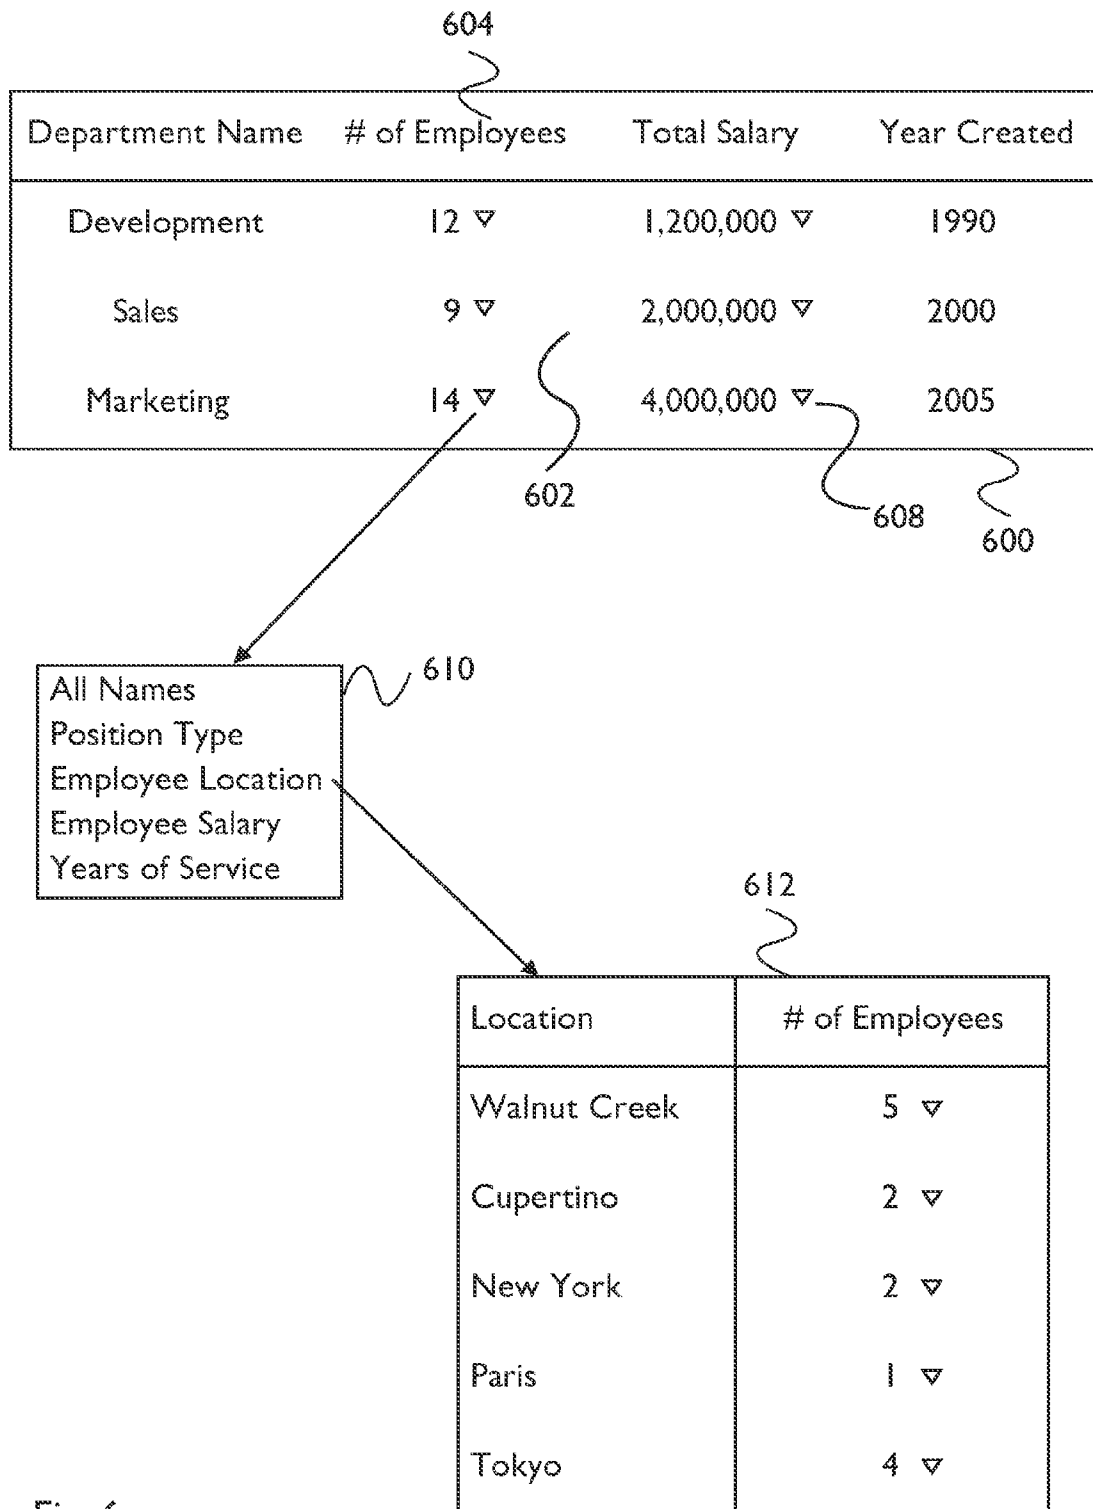 604
Department Name # of Employees Total Salary Year Created
Development 12 1,200,000 1990
Sales 9 2,000,000 2000
Marketing 14 4,000,000 2005
602
608
600
610
All Names
Position Type
Employee Location
Employee Salary
Years of Service
612
Location # of Employees
Walnut Creek 5
Cupertino 2
New York 2
Paris 1
Tokyo 4